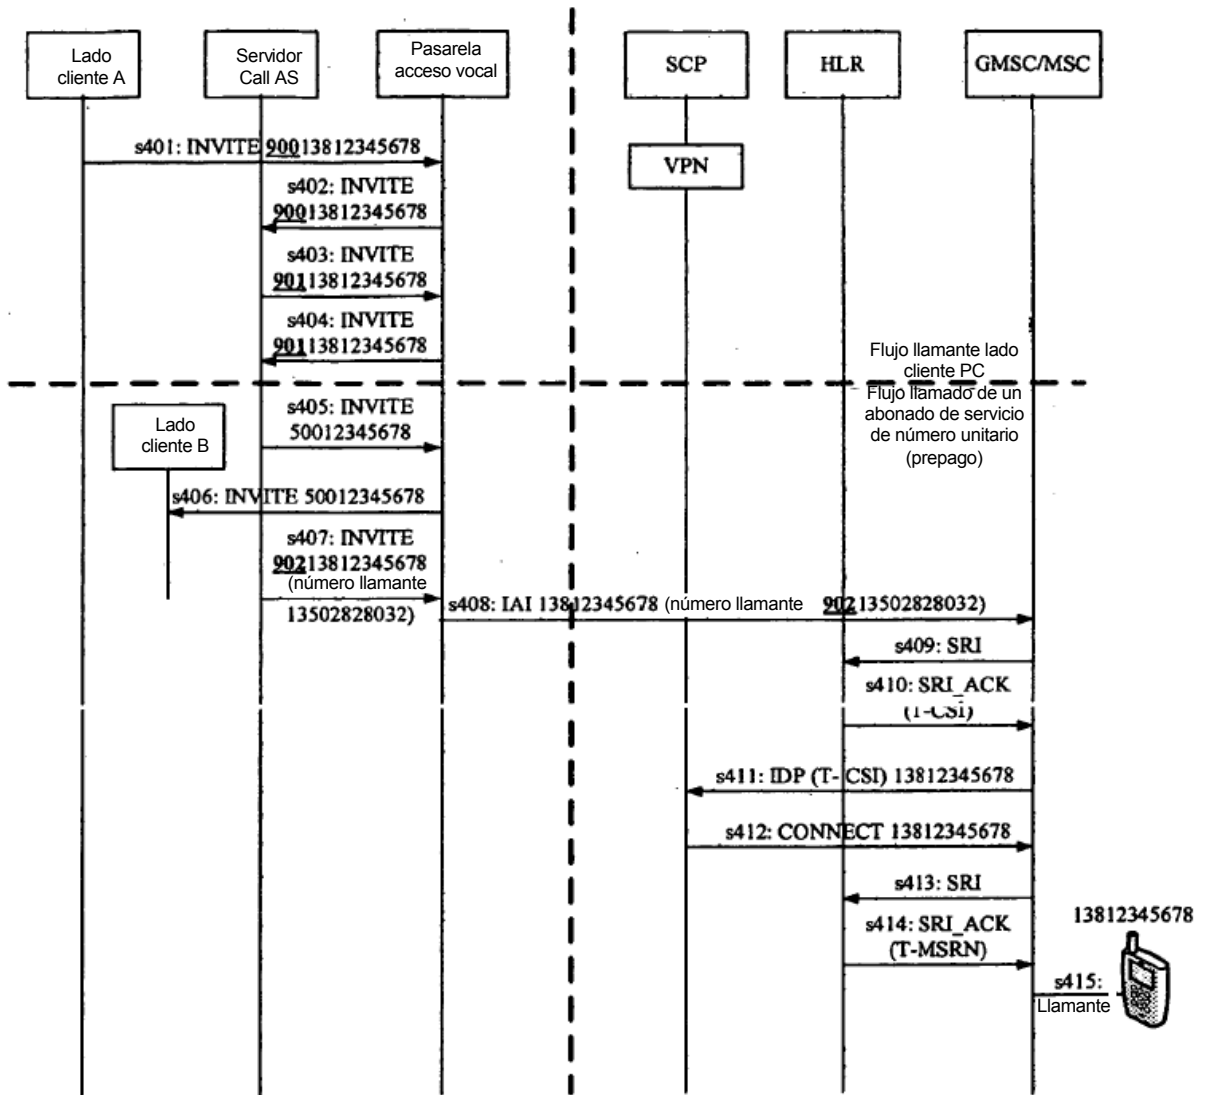 Lado
cliente A
Servidor
Call AS
Pasarela
acceso vocal
SCP
HLR
GMSC/MSC
VPN
s401: INVITE 90013812345678
s402: INVITE
90013812345678
s403: INVITE
90113812345678
s404: INVITE
90113812345678
Flujo llamante lado
cliente PC
Flujo llamado de un
abonado de servicio
de número unitario
(prepago)
Lado
cliente B
s405: INVITE
50012345678
s406: INVITE 50012345678
s407: INVITE
90213812345678
(número llamante
13502828032)
s408: IAI 13812345678 (número llamante 90213502828032)
s409: SRI
s410: SRI_ACK
(T-CSI)
s411: IDP (T- CSI) 13812345678
s412: CONNECT 13812345678
s413: SRI
s414: SRI_ACK
(T-MSRN)
13812345678
s415:
Llamante